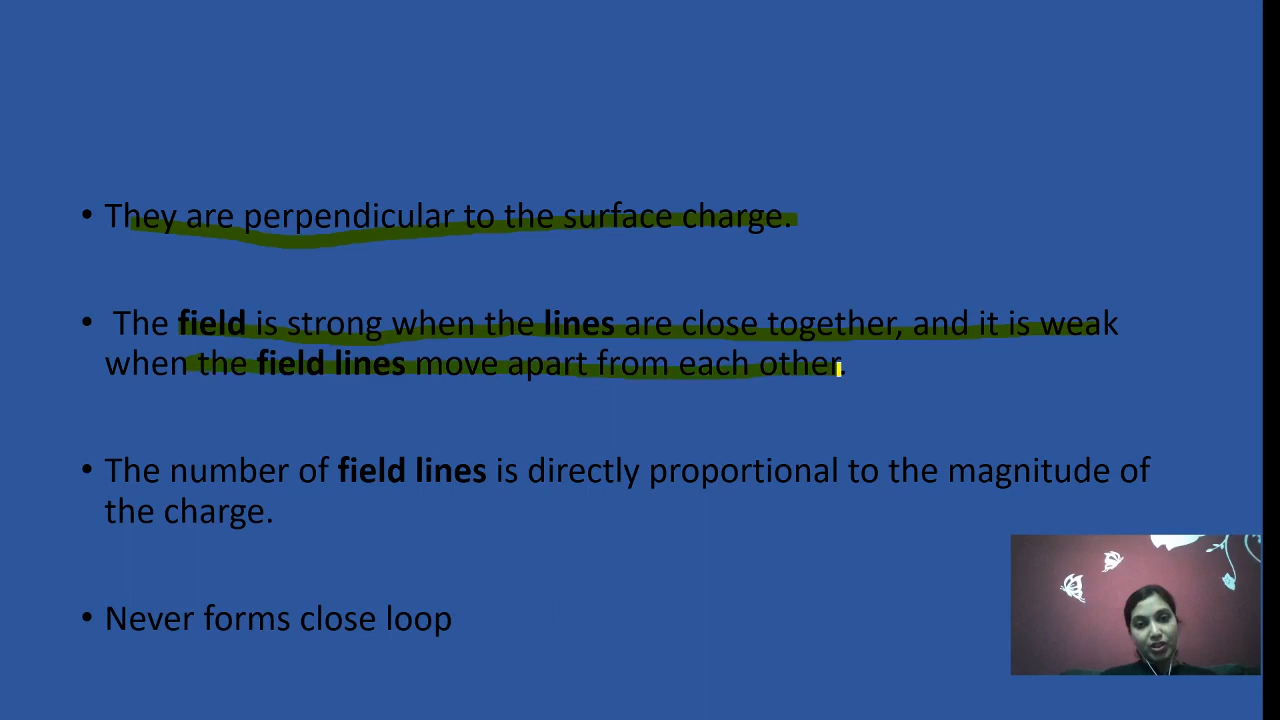 • They are perpendicular to the surface charge.
• The field is strong when the lines are close together, and it is weak
when the field lines move apart from each other.
• The number of field lines is directly proportional to the magnitude of
the charge.
• Never forms close loop